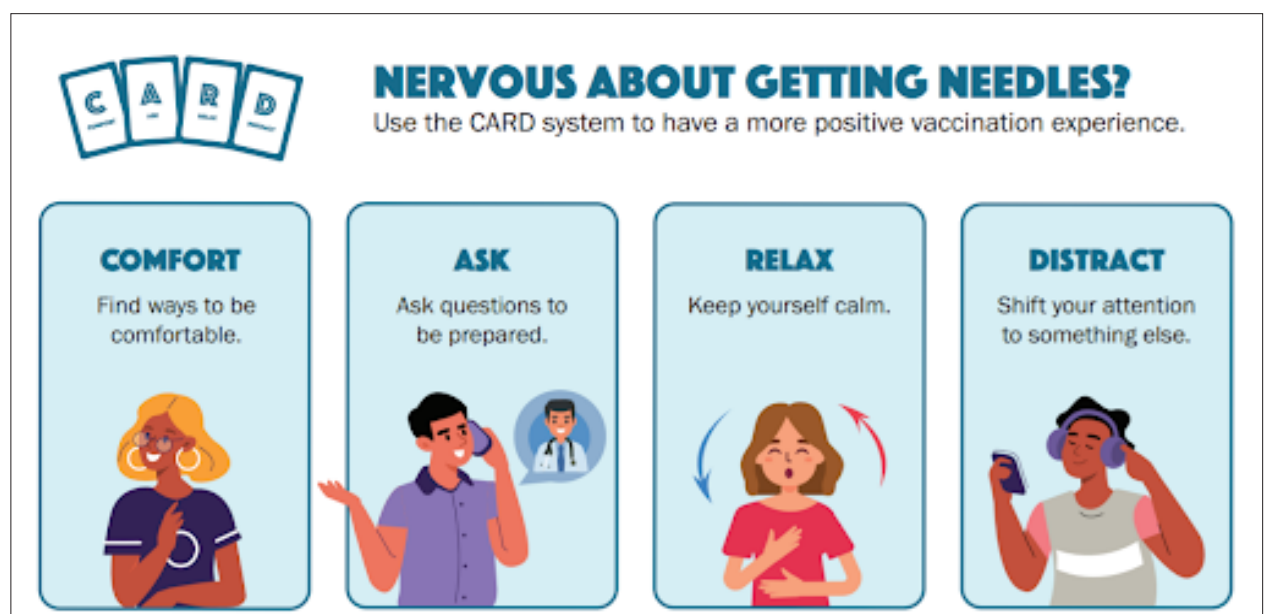 C A R D
NERVOUS ABOUT GETTING NEEDLES?
Use the CARD system to have a more positive vaccination experience.
COMFORT
Find ways to be
comfortable.
ASK
Ask questions to
be prepared.
RELAX
Keep yourself calm.
DISTRACT
Shift your attention
to something else.